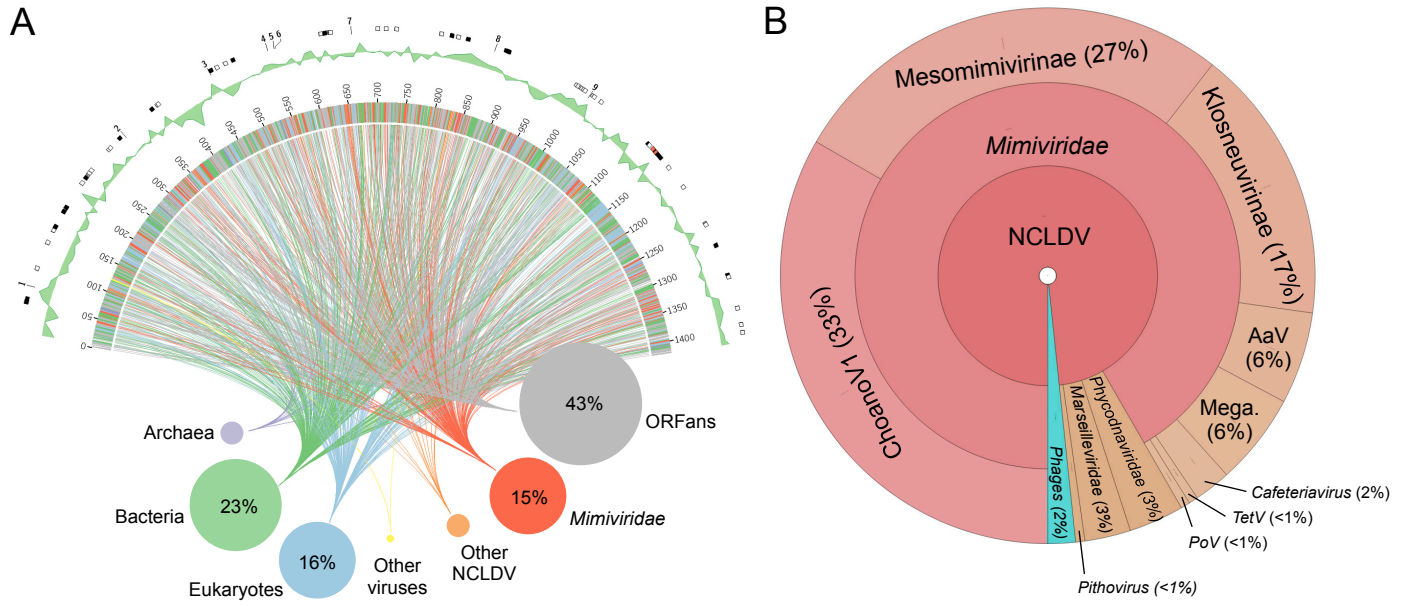 A
1
2
3
4
5
6
7
8
9
0
50
100
150
200
250
300
350
400
450
500
550
600
650
700
750
800
850
900
950
1000
1050
1100
1150
1200
1250
1300
1350
1400
Archaea
Bacteria
23%
Eukaryotes
16%
Other
viruses
Other
NCLDV
15%
Mimiviridae
43%
ORFans
B
Mesomimivirinae (27%)
Klosneuvirinae (17%)
Mimiviridae
NCLDV
ChoanoV1 (33%)
AaV
(6%)
Mega.
(6%)
Cafeteriavirus (2%)
TetV (<1%)
PoV (<1%)
Phycodnaviridae (3%)
Marseilleviridae (3%)
Phages (2%)
Pithovirus (<1%)